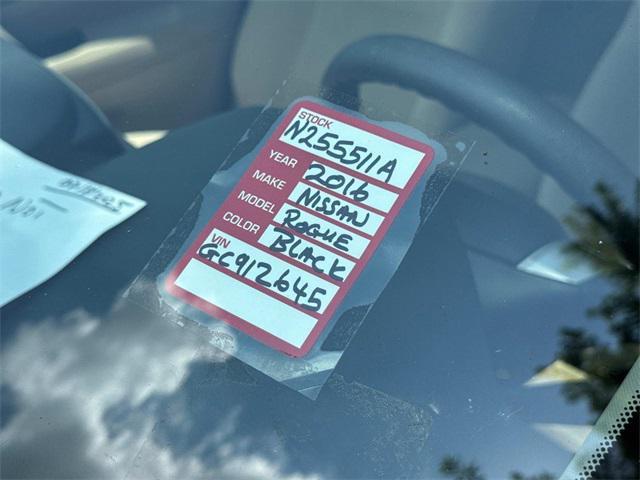 STOCK
N255511A
YEAR 2016
MAKE NISSAN
MODEL ROGUE
COLOR BLACK
VIN
GC912645